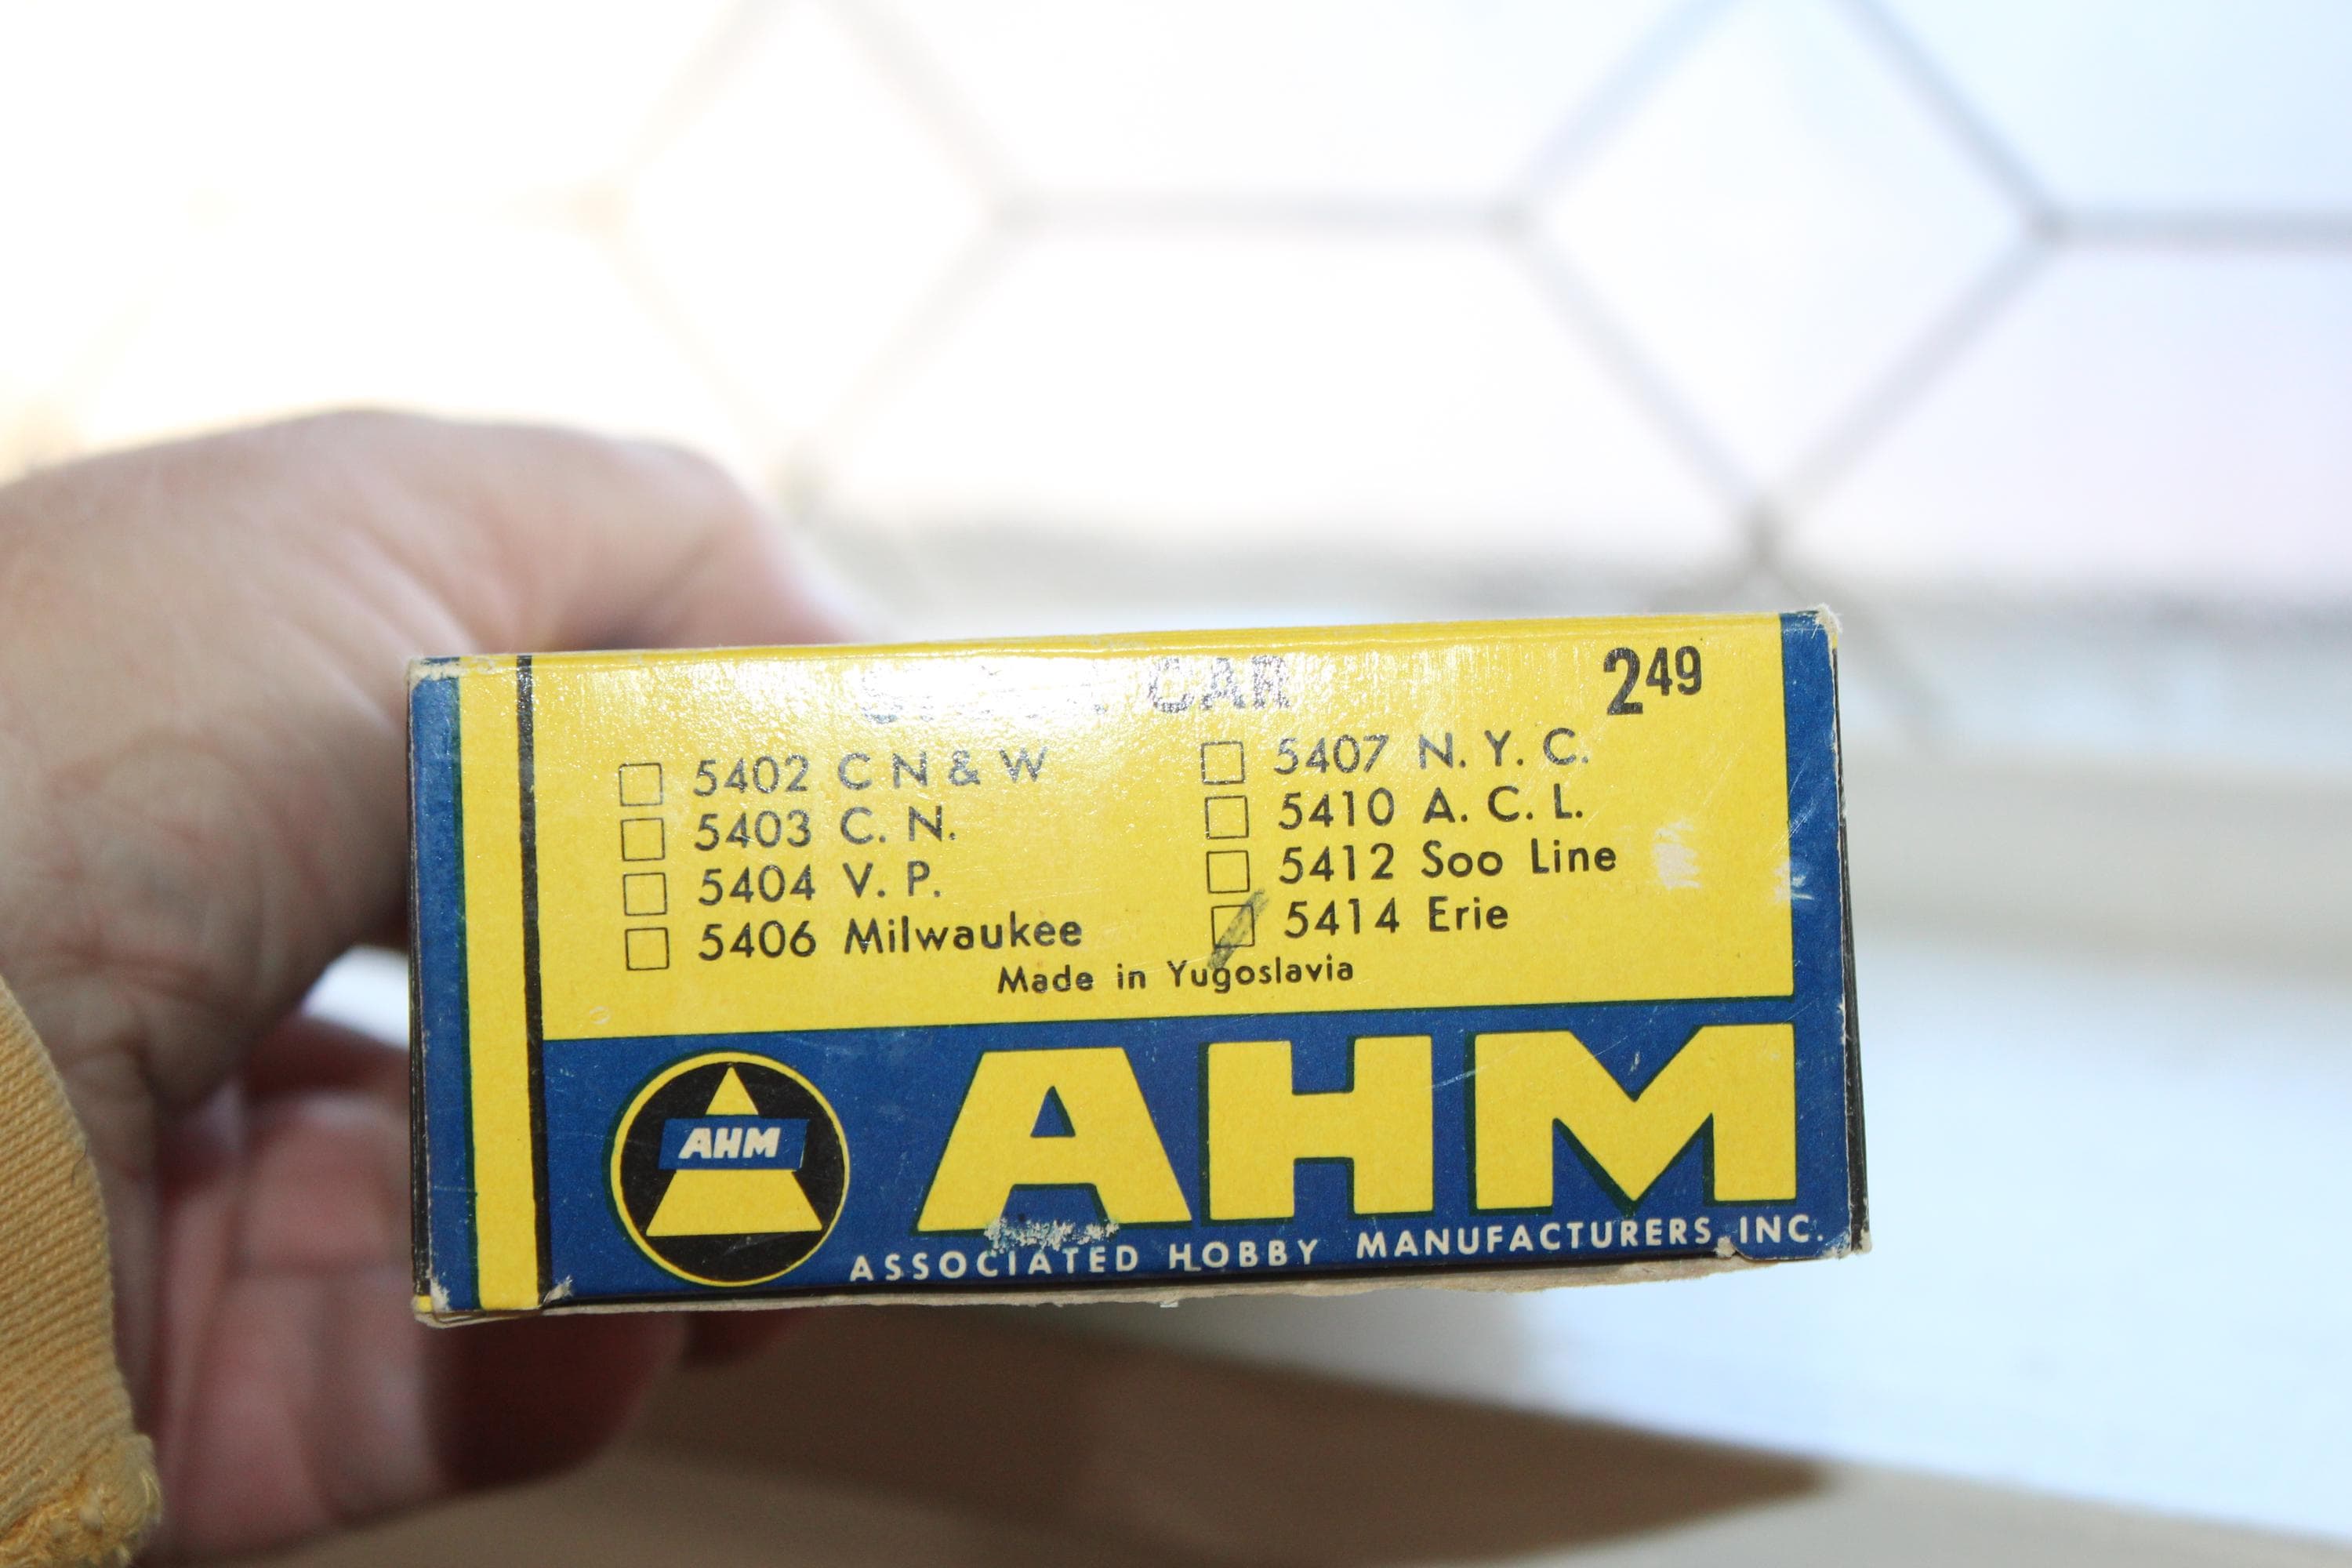 CAR 2 49
5402 C N & W
5403 C. N.
5404 V. P.
5406 Milwaukee
5407 N. Y. C.
5410 A. C. L.
5412 Soo Line
5414 Erie
Made in Yugoslavia
AHM
AHM
ASSOCIATED HOBBY MANUFACTURERS, INC.